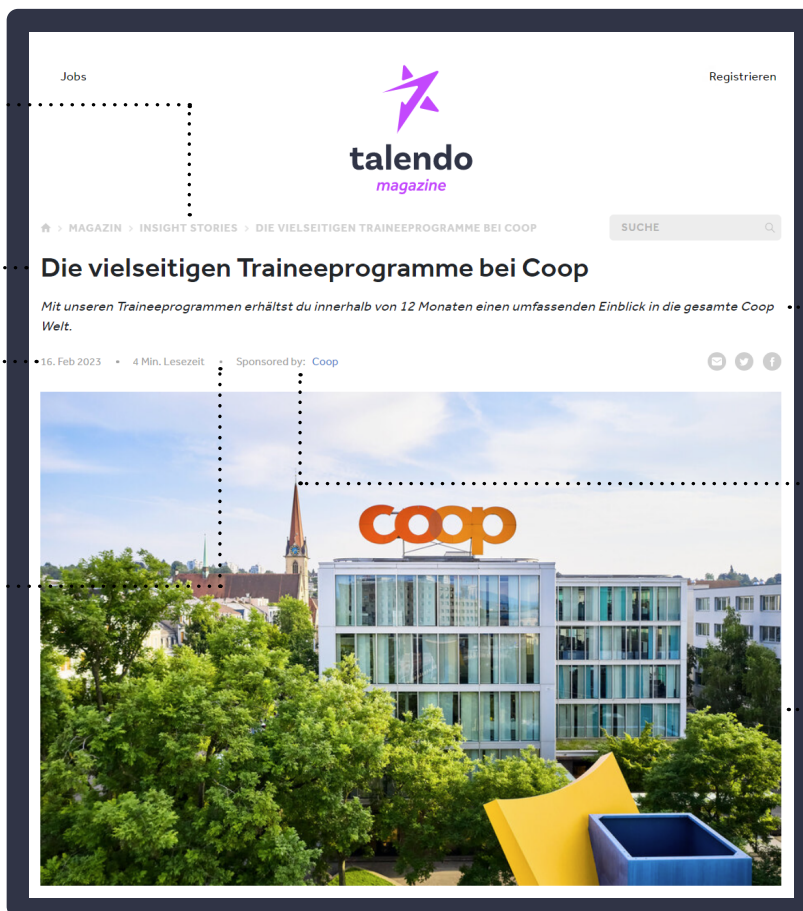 Jobs
Registrieren
talendo
magazine
> MAGAZIN > INSIGHT STORIES > DIE VIELSEITIGEN TRAINEEPROGRAMME BEI COOP
SUCHE
Die vielseitigen Traineeprogramme bei Coop
Mit unseren Traineeprogrammen erhältst du innerhalb von 12 Monaten einen umfassenden Einblick in die gesamte Coop
Welt.
16. Feb 2023 • 4 Min. Lesezeit • Sponsored by: Coop
coop